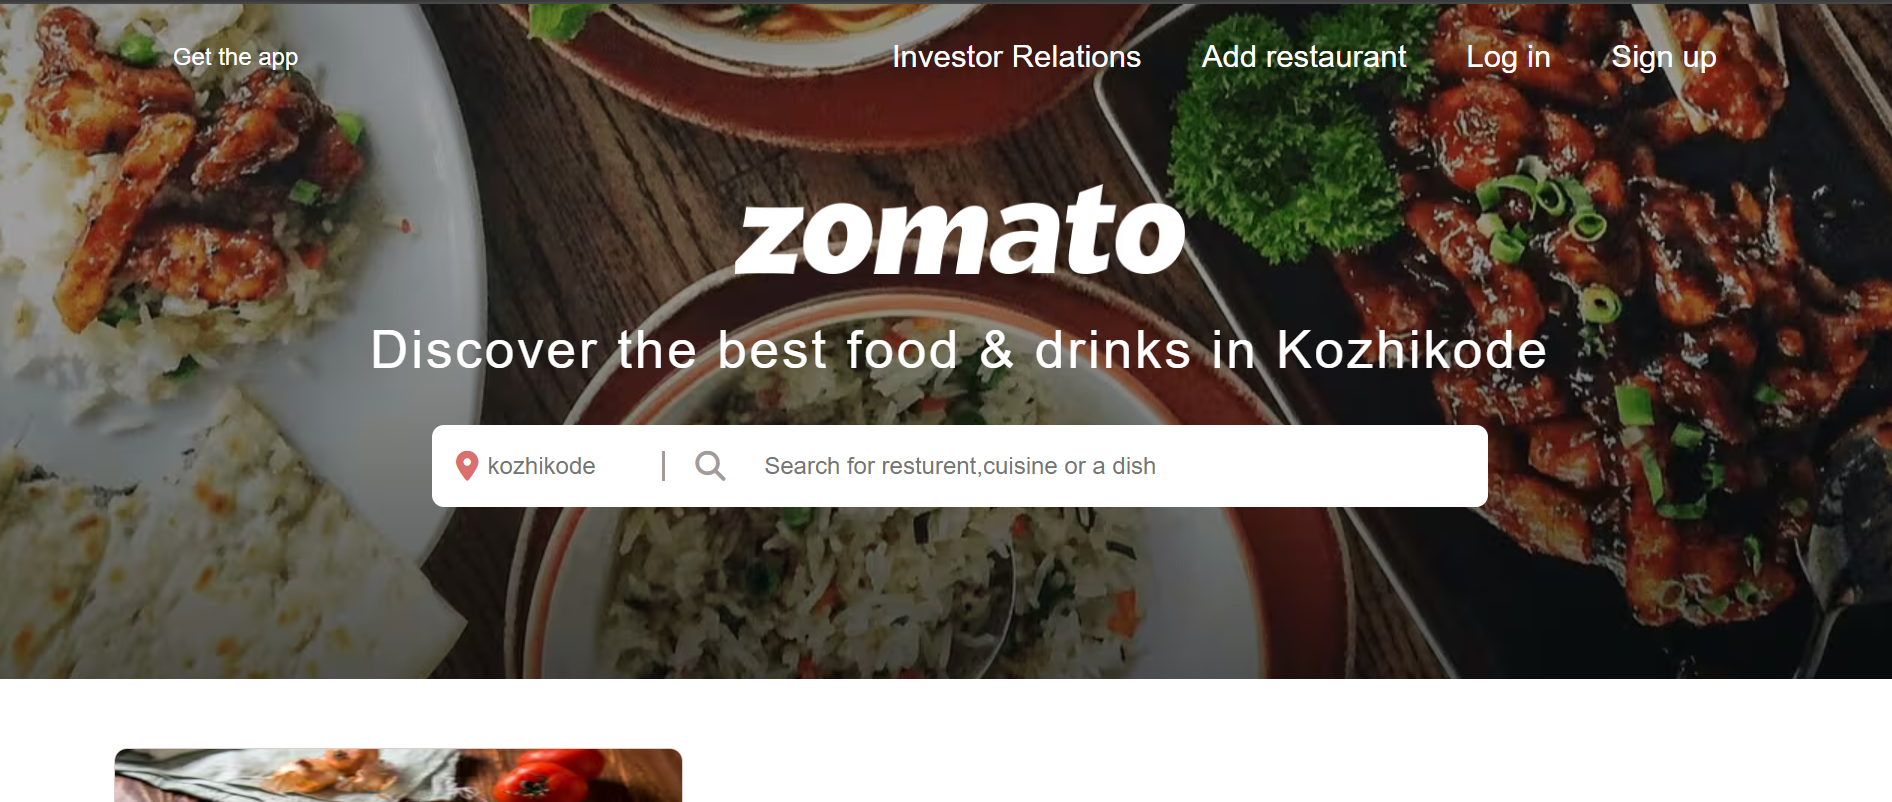 Get the app Investor Relations Add restaurant Log in Sign up
zomato
Discover the best food & drinks in Kozhikode
kozhikode Search for resturent,cuisine or a dish